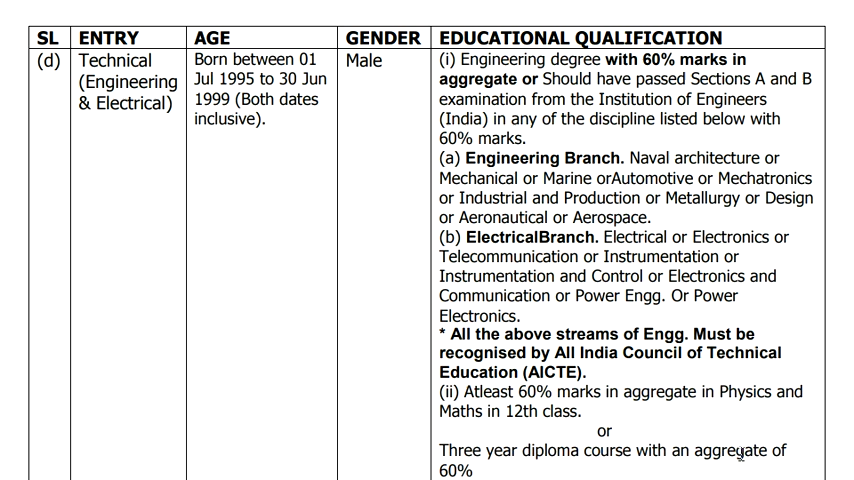 SL ENTRY AGE GENDER EDUCATIONAL QUALIFICATION
(d)
Technical
(Engineering
& Electrical)
Born between 01
Jul 1995 to 30 Jun
1999 (Both dates
inclusive).
Male
(i) Engineering degree with 60% marks in
aggregate or Should have passed Sections A and B
examination from the Institution of Engineers
(India) in any of the discipline listed below with
60% marks.
(a) Engineering Branch. Naval architecture or
Mechanical or Marine orAutomotive or Mechatronics
or Industrial and Production or Metallurgy or Design
or Aeronautical or Aerospace.
(b) ElectricalBranch. Electrical or Electronics or
Telecommunication or Instrumentation or
Instrumentation and Control or Electronics and
Communication or Power Engg. Or Power
Electronics.
* All the above streams of Engg. Must be
recognised by All India Council of Technical
Education (AICTE).
(ii) Atleast 60% marks in aggregate in Physics and
Maths in 12th class.
or
Three year diploma course with an aggregate of
60%